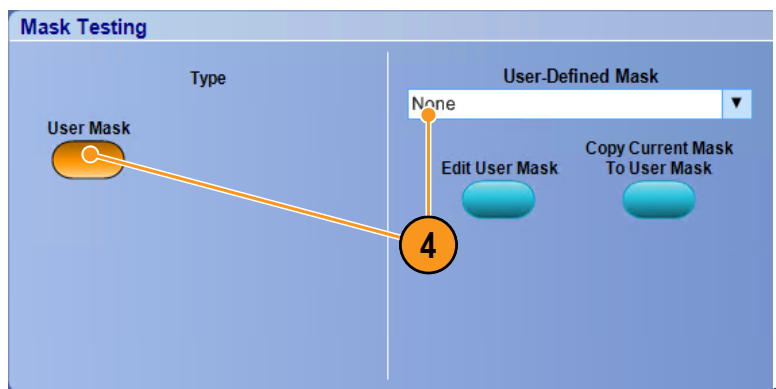 Mask Testing
Type
User Mask
User-Defined Mask
None
Edit User Mask
Copy Current Mask
To User Mask
4